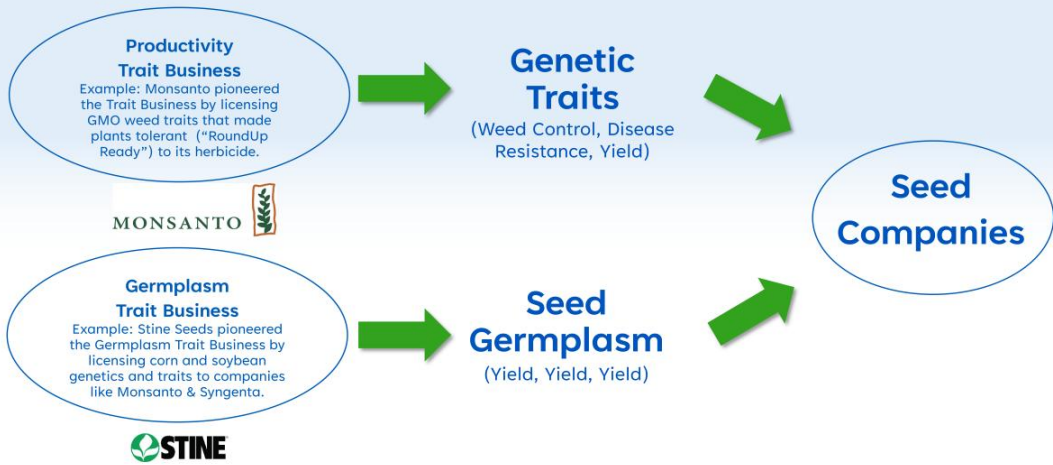 Productivity
Trait Business
Example: Monsanto pioneered
the Trait Business by licensing
GMO weed traits that made
plants tolerant ("RoundUp
Ready") to its herbicide.
MONSANTO
Genetic
Traits
(Weed Control, Disease
Resistance, Yield)
Seed
Companies
Germplasm
Trait Business
Example: Stine Seeds pioneered
the Germplasm Trait Business by
licensing corn and soybean
genetics and traits to companies
like Monsanto & Syngenta.
STINE
Seed
Germplasm
(Yield, Yield, Yield)